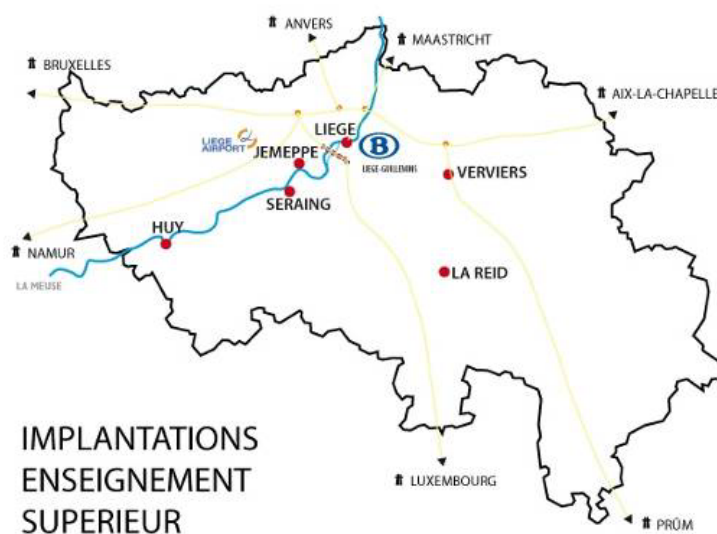 ANVERS
MAASTRICHT
BRUXELLES
AIX-LA-CHAPELLE
LIEGE
AIRPORT
LIEGE
B
LIEGE-GUILLEMINS
JEMEPPE
VERVIERS
SERAING
HUY
NAMUR
LA MEUSE
LA REID
IMPLANTATIONS
ENSEIGNEMENT
SUPERIEUR
LUXEMBOURG
PRÜM